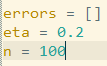 errors = []
eta = 0.2
n = 100